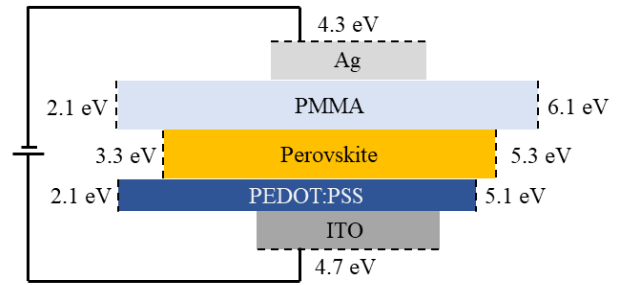 4.3 eV
Ag
2.1 eV PMMA 6.1 eV
3.3 eV Perovskite 5.3 eV
2.1 eV PEDOT:PSS 5.1 eV
ITO
4.7 eV